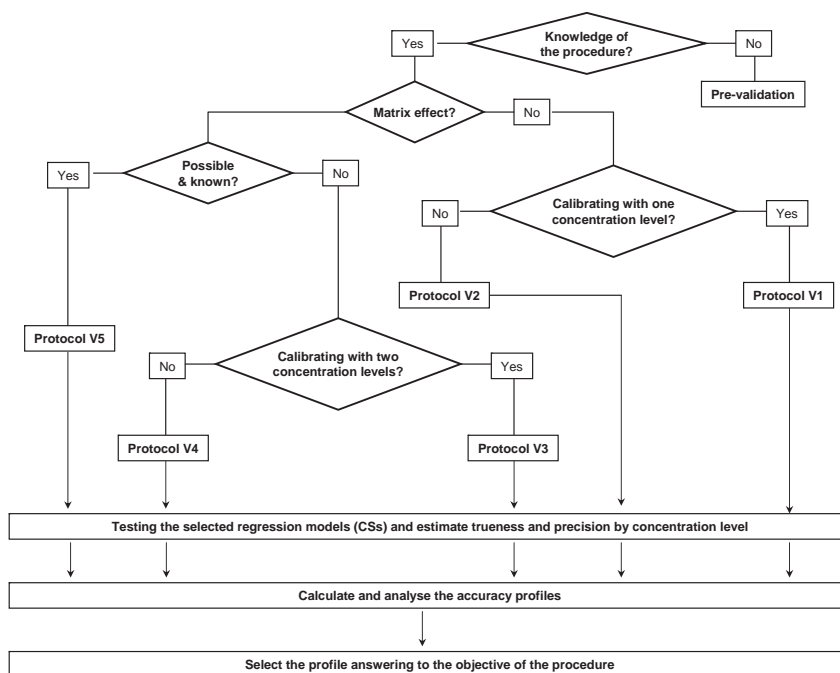 Knowledge of
the procedure?
Yes
No
Pre-validation
Matrix effect?
No
Possible
& known?
Yes
No
Calibrating with one
concentration level?
No
Yes
Protocol V2
Protocol V1
Protocol V5
Calibrating with two
concentration levels?
No
Yes
Protocol V4
Protocol V3
Testing the selected regression models (CSs) and estimate trueness and precision by concentration level
Calculate and analyse the accuracy profiles
Select the profile answering to the objective of the procedure